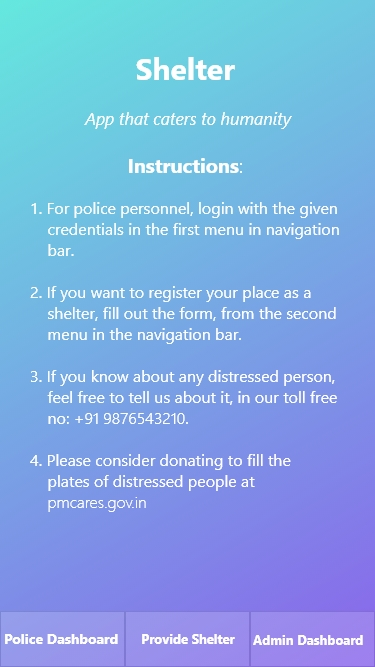 Shelter
App that caters to humanity
Instructions:
1. For police personnel, login with the given
credentials in the first menu in navigation
bar.
2. If you want to register your place as a
shelter, fill out the form, from the second
menu in the navigation bar.
3. If you know about any distressed person,
feel free to tell us about it, in our toll free
no: +91 9876543210.
4. Please consider donating to fill the
plates of distressed people at
pmcares.gov.in
Police Dashboard
Provide Shelter
Admin Dashboard